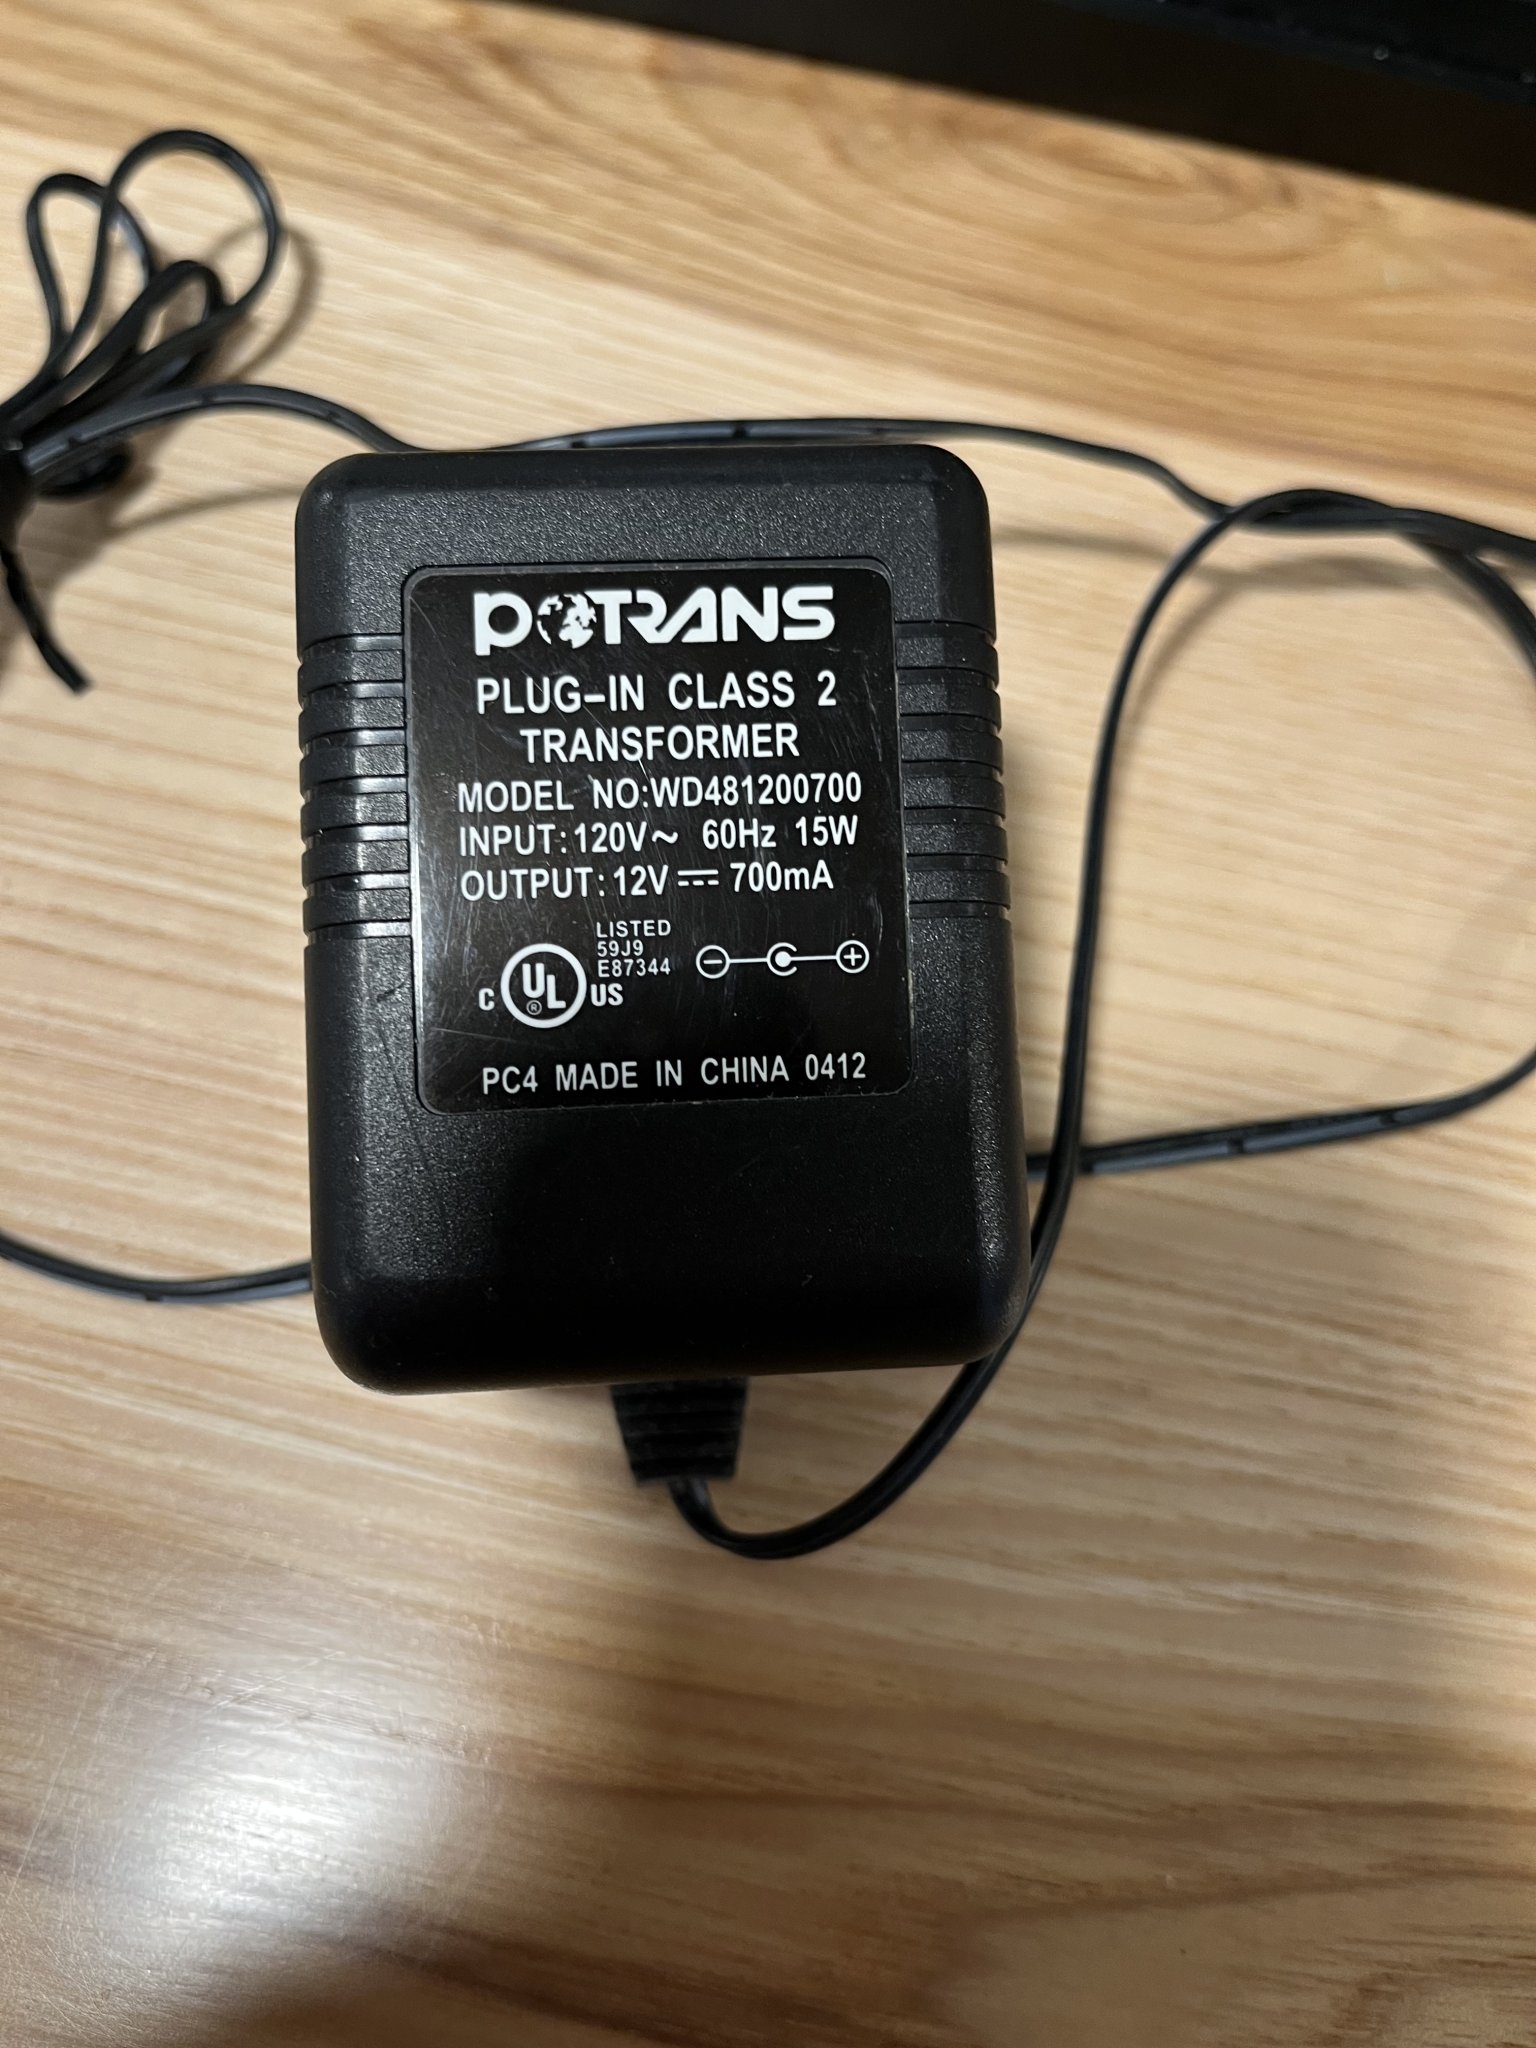 POTRANS
PLUG-IN CLASS 2
TRANSFORMER
MODEL NO:WD481200700
INPUT: 120V~ 60Hz 15W
OUTPUT: 12V⎓700mA
LISTED
59J9
E87344
C UL® US
PC4 MADE IN CHINA 0412